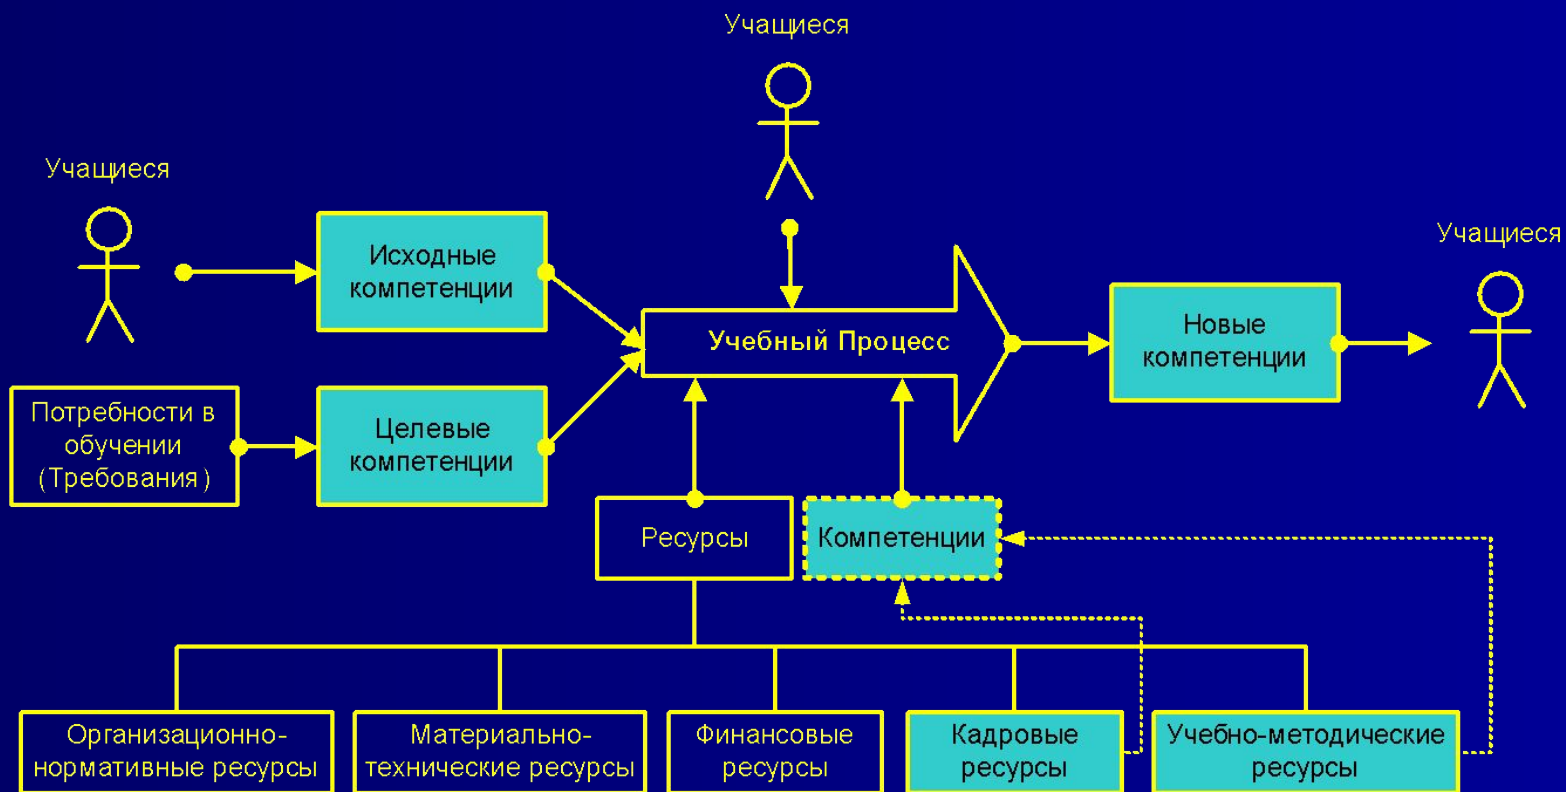 Учащиеся
Учащиеся
Учащиеся
Исходные
компетенции
Учебный Процесс
Новые
компетенции
Потребности в
обучении
(Требования)
Целевые
компетенции
Ресурсы
Компетенции
Организационно-
нормативные ресурсы
Материально-
технические ресурсы
Финансовые
ресурсы
Кадровые
ресурсы
Учебно-методические
ресурсы